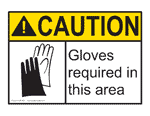 CAUTION
Gloves
required in
this area